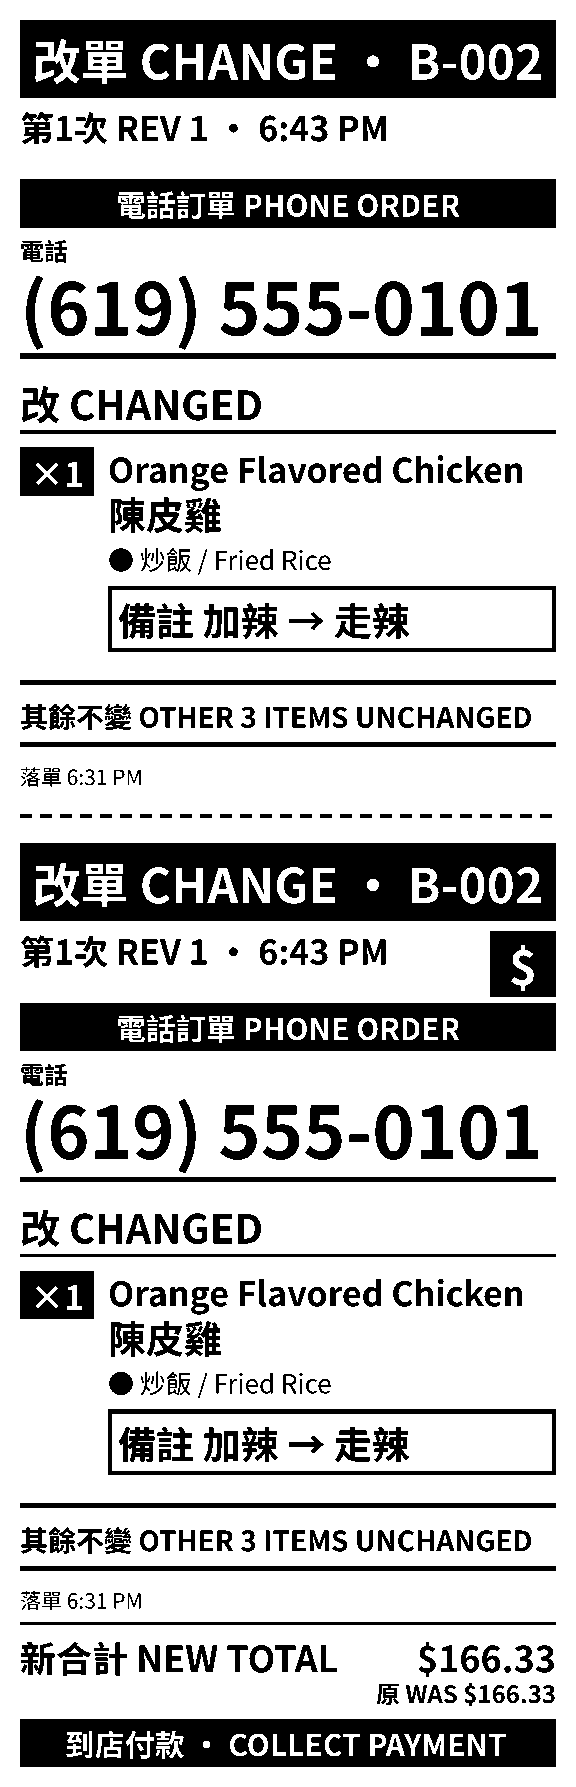 改單 CHANGE • B-002
第1次 REV 1 • 6:43 PM
電話訂單 PHONE ORDER
電話
(619) 555-0101
改 CHANGED
×1 Orange Flavored Chicken
陳皮雞
● 炒飯 / Fried Rice
備註 加辣 → 走辣
其餘不變 OTHER 3 ITEMS UNCHANGED
落單 6:31 PM
改單 CHANGE • B-002
第1次 REV 1 • 6:43 PM
$
電話訂單 PHONE ORDER
電話
(619) 555-0101
改 CHANGED
×1 Orange Flavored Chicken
陳皮雞
● 炒飯 / Fried Rice
備註 加辣 → 走辣
其餘不變 OTHER 3 ITEMS UNCHANGED
落單 6:31 PM
新合計 NEW TOTAL $166.33
原 WAS $166.33
到店付款 • COLLECT PAYMENT